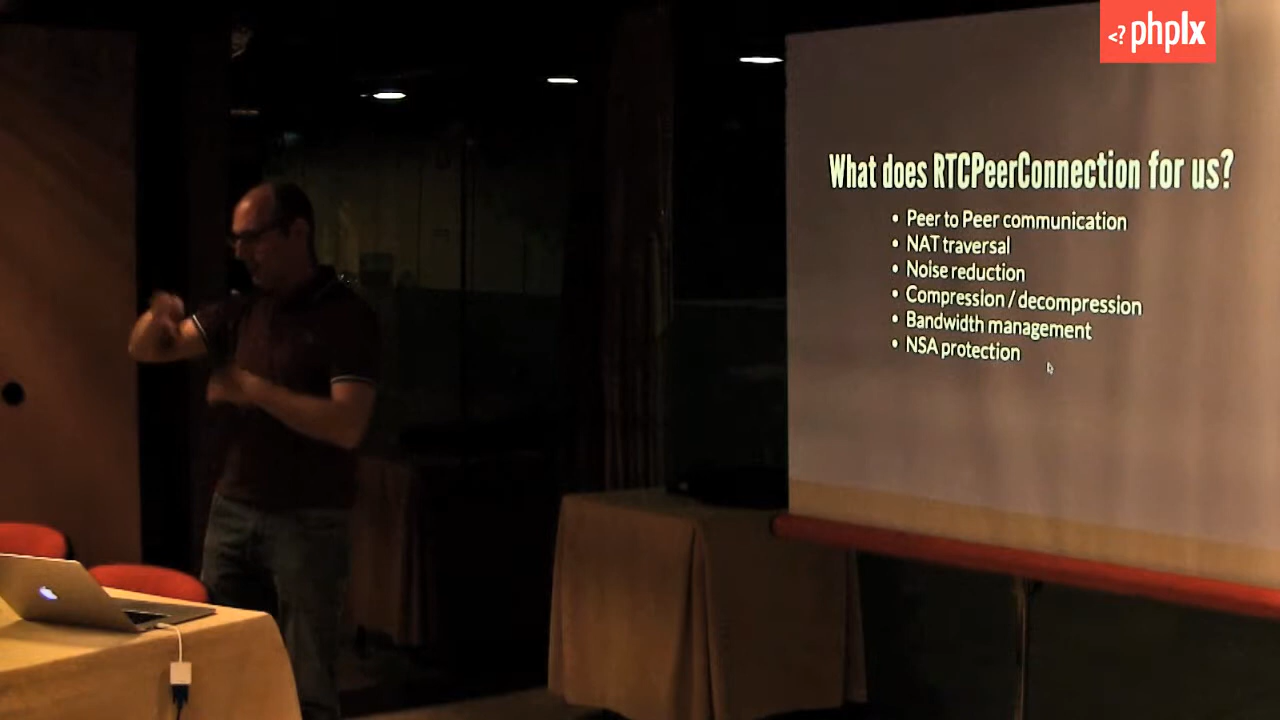 <? phplx
What does RTCPeerConnection for us?
• Peer to Peer communication
• NAT traversal
• Noise reduction
• Compression / decompression
• Bandwidth management
• NSA protection